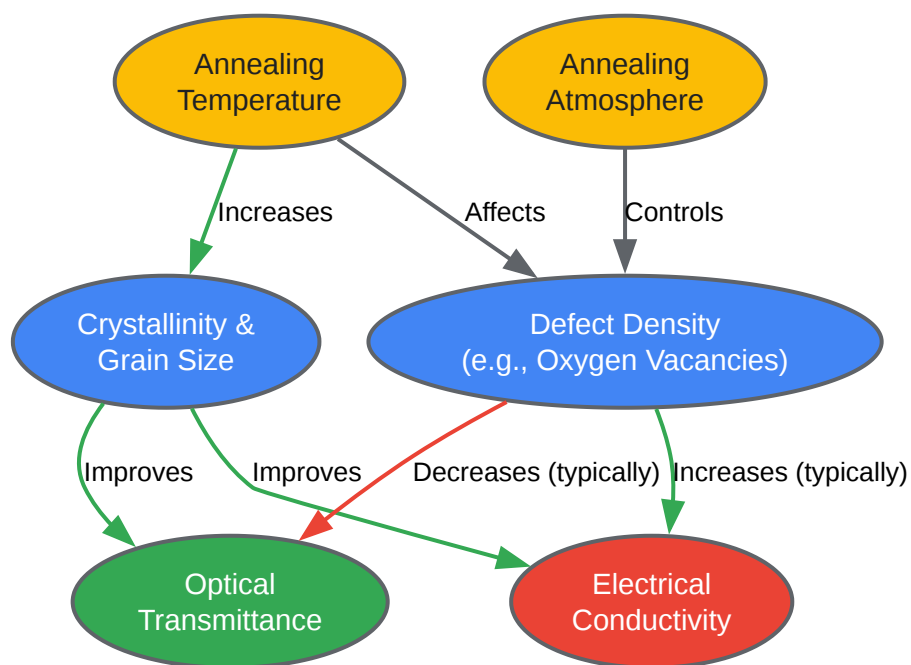 Annealing
Temperature
Annealing
Atmosphere
Increases
Affects
Controls
Crystallinity &
Grain Size
Defect Density
(e.g., Oxygen Vacancies)
Improves
Improves
Decreases (typically)
Increases (typically)
Optical
Transmittance
Electrical
Conductivity